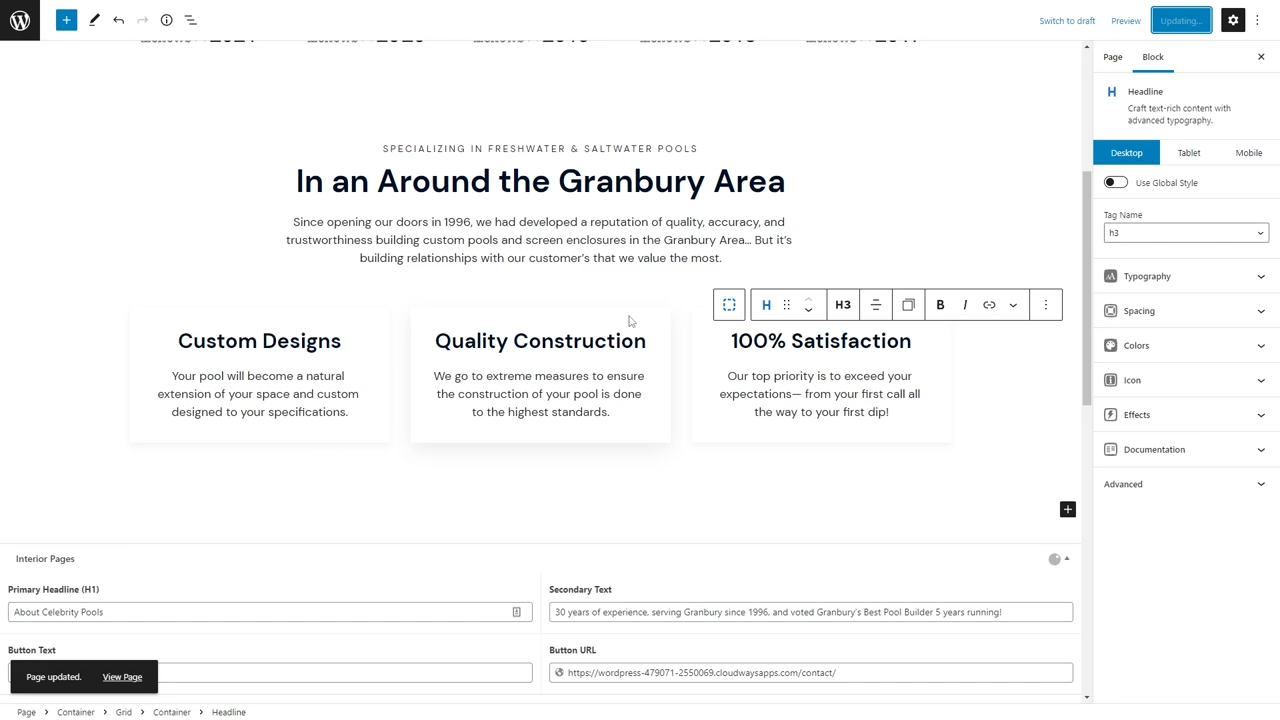 Switch to draft
Preview
Updating...
Page
Block
H Headline
Craft text-rich content with
advanced typography.
Desktop
Tablet
Mobile
Use Global Style
Tag Name
h3
Typography
Spacing
Colors
Icon
Effects
Documentation
Advanced
SPECIALIZING IN FRESHWATER & SALTWATER POOLS
In an Around the Granbury Area
Since opening our doors in 1996, we had developed a reputation of quality, accuracy, and
trustworthiness building custom pools and screen enclosures in the Granbury Area... But it's
building relationships with our customer's that we value the most.
H
H3
B
I
Custom Designs
Your pool will become a natural
extension of your space and custom
designed to your specifications.
Quality Construction
We go to extreme measures to ensure
the construction of your pool is done
to the highest standards.
100% Satisfaction
Our top priority is to exceed your
expectations— from your first call all
the way to your first dip!
Interior Pages
Primary Headline (H1)
About Celebrity Pools
Secondary Text
30 years of experience, serving Granbury since 1996, and voted Granbury's Best Pool Builder 5 years running!
Button Text
Button URL
https://wordpress-479071-2550069.cloudwaysapps.com/contact/
Page updated.
View Page
Page
Container
Grid
Container
Headline